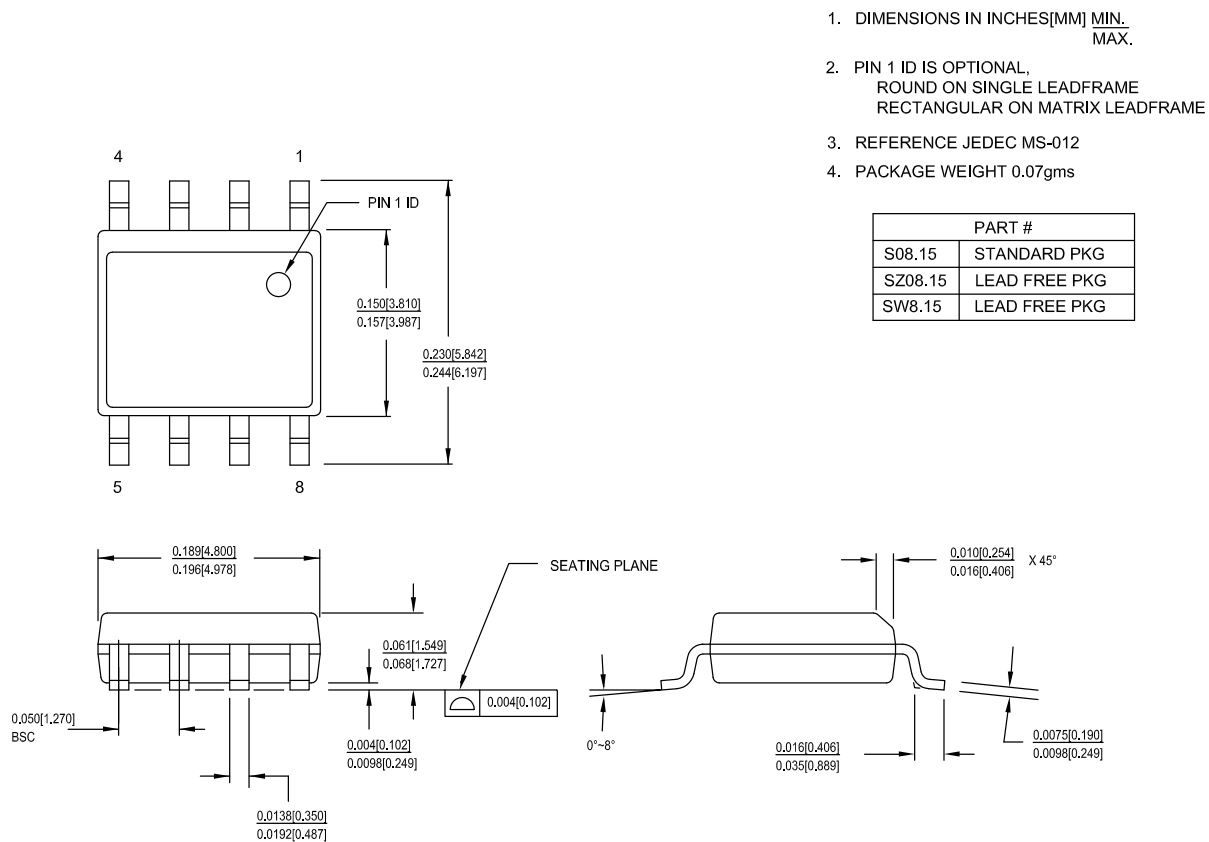 1. DIMENSIONS IN INCHES[MM] MIN.
MAX.
2. PIN 1 ID IS OPTIONAL,
ROUND ON SINGLE LEADFRAME
RECTANGULAR ON MATRIX LEADFRAME
3. REFERENCE JEDEC MS-012
4. PACKAGE WEIGHT 0.07gms
PART #
S08.15 STANDARD PKG
SZ08.15 LEAD FREE PKG
SW8.15 LEAD FREE PKG
4 1
PIN 1 ID
0.150[3.810]
0.157[3.987]
0.230[5.842]
0.244[6.197]
5 8
0.189[4.800]
0.196[4.978]
SEATING PLANE
0.010[0.254]
0.016[0.406]
X 45°
0.061[1.549]
0.068[1.727]
0.004[0.102]
0.050[1.270]
BSC
0.004[0.102]
0.0098[0.249]
0°~8°
0.016[0.406]
0.035[0.889]
0.0075[0.190]
0.0098[0.249]
0.0138[0.350]
0.0192[0.487]